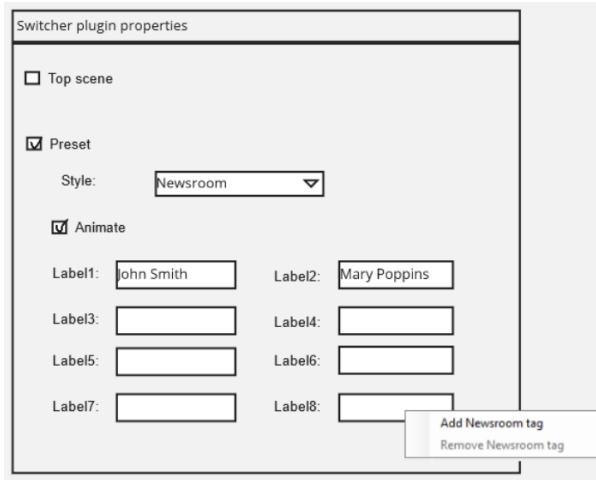 Switcher plugin properties
Top scene
Preset
Style: Newsroom
Animate
Label1: John Smith Label2: Mary Poppins
Label3: Label4:
Label5: Label6:
Label7: Label8:
Add Newsroom tag
Remove Newsroom tag